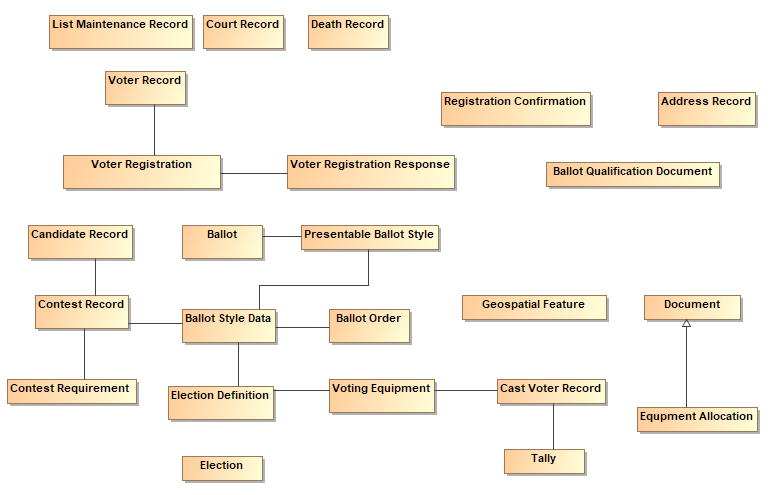 List Maintenance Record
Court Record
Death Record
Voter Record
Registration Confirmation
Address Record
Voter Registration
Voter Registration Response
Ballot Qualification Document
Candidate Record
Ballot
Presentable Ballot Style
Contest Record
Ballot Style Data
Ballot Order
Geospatial Feature
Document
Contest Requirement
Election Definition
Voting Equipment
Cast Voter Record
Equpment Allocation
Election
Tally